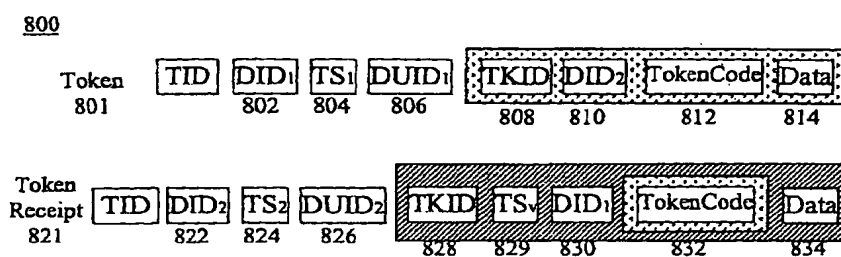 800
Token TID DID₁ TS₁ DUID₁ TKID DID₂ TokenCode Data
801 802 804 806 808 810 812 814
Token
Receipt TID DID₂ TS₂ DUID₂ TKID TSᵥ DID₁ TokenCode Data
821 822 824 826 828 829 830 832 834